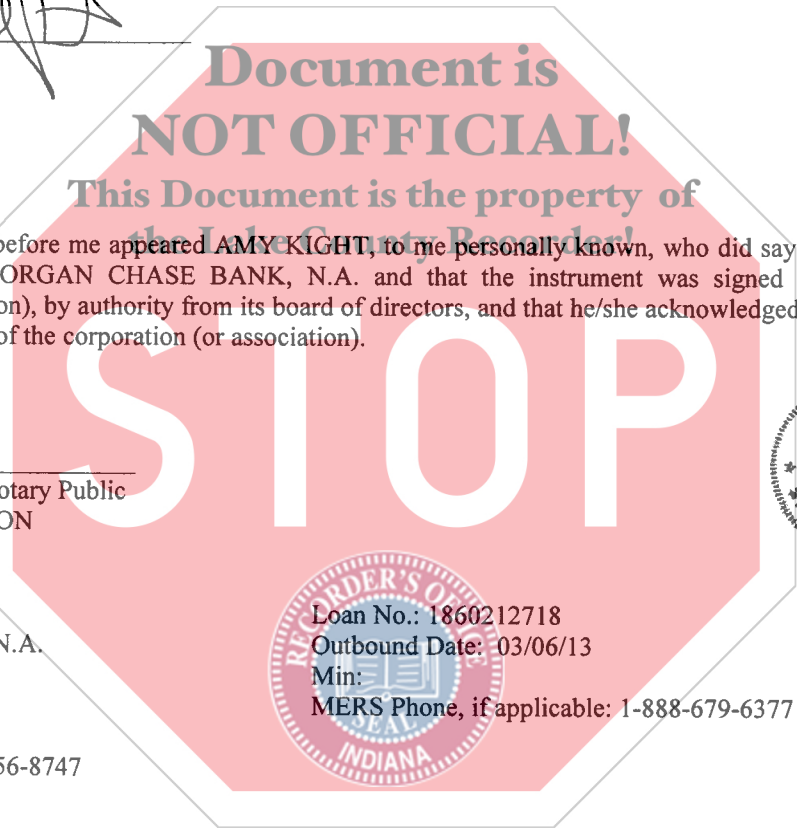 Document is
NOT OFFICIAL!
This Document is the property of
the Lake County Recorder!
before me appeared AMY KIGHT, to me personally known, who did say
ORGAN CHASE BANK, N.A. and that the instrument was signed
on), by authority from its board of directors, and that he/she acknowledged
of the corporation (or association).
STOP
otary Public
ON
RECORDER'S OFFICE
Loan No.: 1860212718
N.A.
Outbound Date: 03/06/13
Min:
MERS Phone, if applicable: 1-888-679-6377
SEAL
INDIANA
56-8747